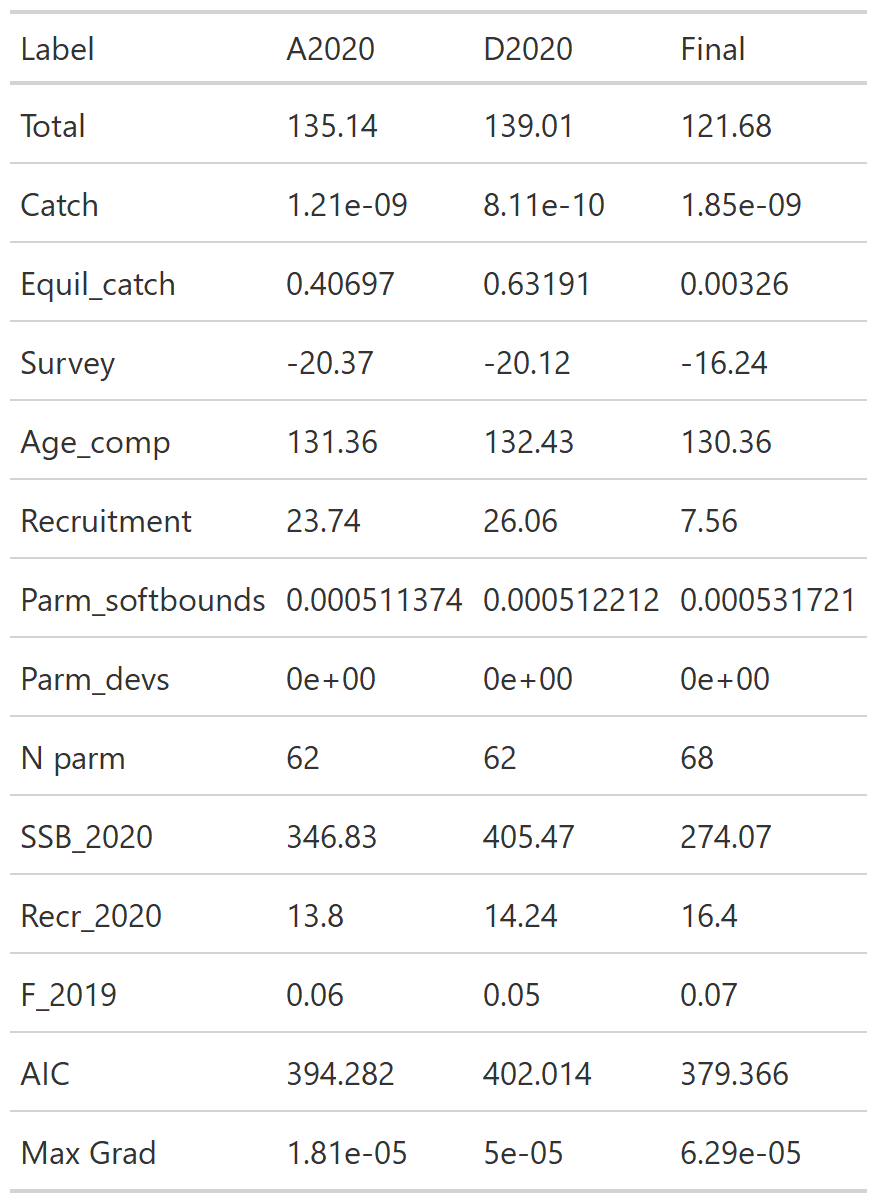 Label A2020 D2020 Final
Total 135.14 139.01 121.68
Catch 1.21e-09 8.11e-10 1.85e-09
Equil_catch 0.40697 0.63191 0.00326
Survey -20.37 -20.12 -16.24
Age_comp 131.36 132.43 130.36
Recruitment 23.74 26.06 7.56
Parm_softbounds 0.000511374 0.000512212 0.000531721
Parm_devs 0e+00 0e+00 0e+00
N parm 62 62 68
SSB_2020 346.83 405.47 274.07
Recr_2020 13.8 14.24 16.4
F_2019 0.06 0.05 0.07
AIC 394.282 402.014 379.366
Max Grad 1.81e-05 5e-05 6.29e-05